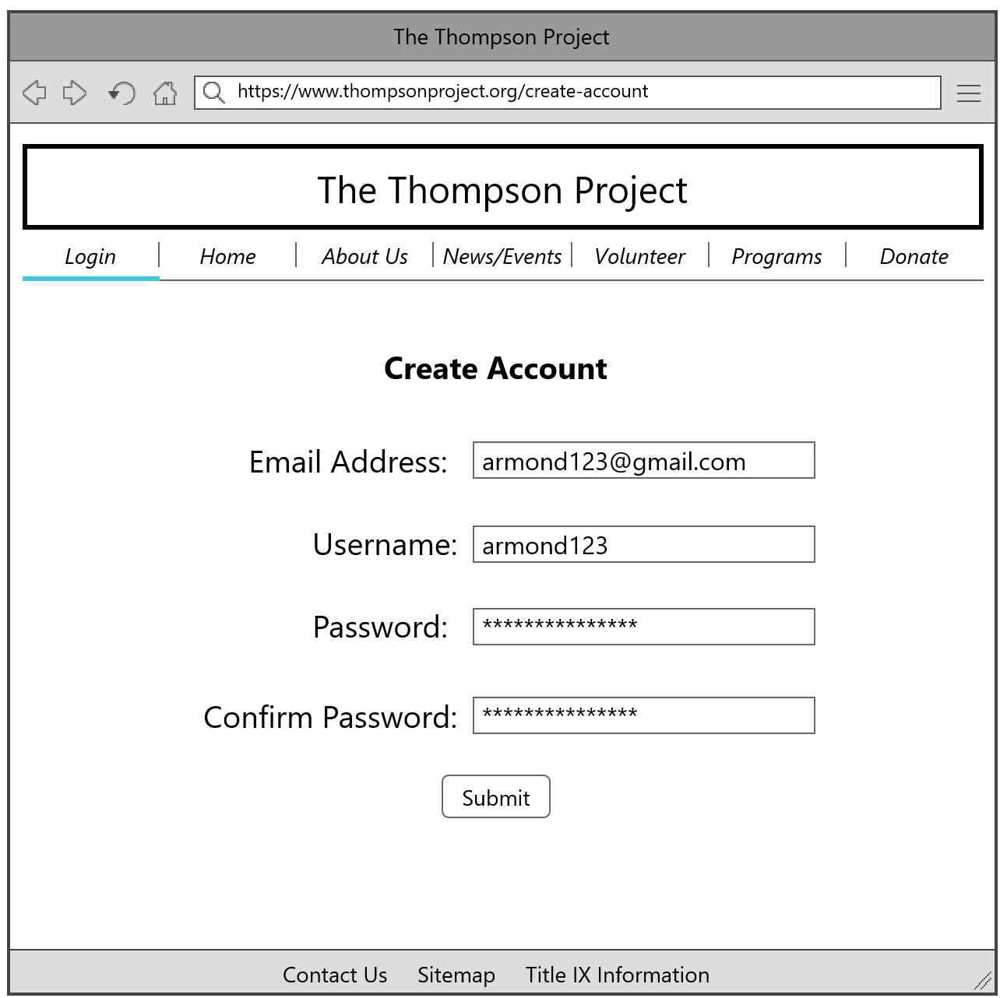 The Thompson Project
https://www.thompsonproject.org/create-account
The Thompson Project
Login Home About Us News/Events Volunteer Programs Donate
Create Account
Email Address: armond123@gmail.com
Username: armond123
Password: ***************
Confirm Password: ***************
Submit
Contact Us Sitemap Title IX Information